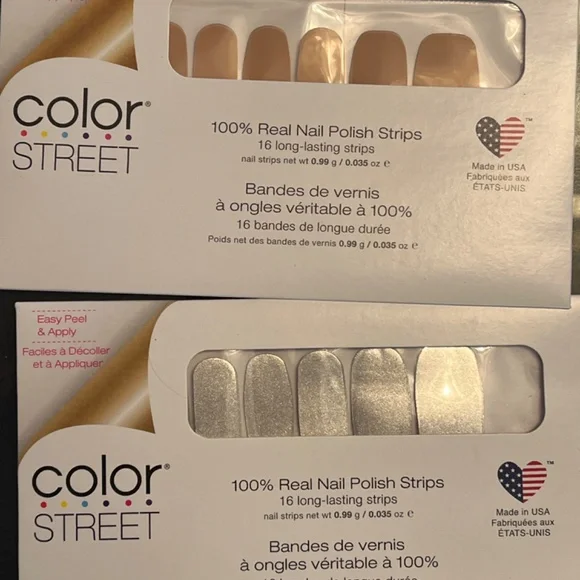 color®
STREET
100% Real Nail Polish Strips
16 long-lasting strips
nail strips net wt 0.99 g / 0.035 oz ℮
Bandes de vernis
à ongles véritable à 100%
16 bandes de longue durée
Poids net des bandes de vernis 0.99 g / 0.035 oz ℮
™
Made in USA
Fabriquées aux
ÉTATS-UNIS
Easy Peel
& Apply
Faciles à Décoller
et à Appliquer
color®
STREET
100% Real Nail Polish Strips
16 long-lasting strips
nail strips net wt 0.99 g / 0.035 oz ℮
Bandes de vernis
à ongles véritable à 100%
™
Made in USA
Fabriquées aux
ÉTATS-UNIS